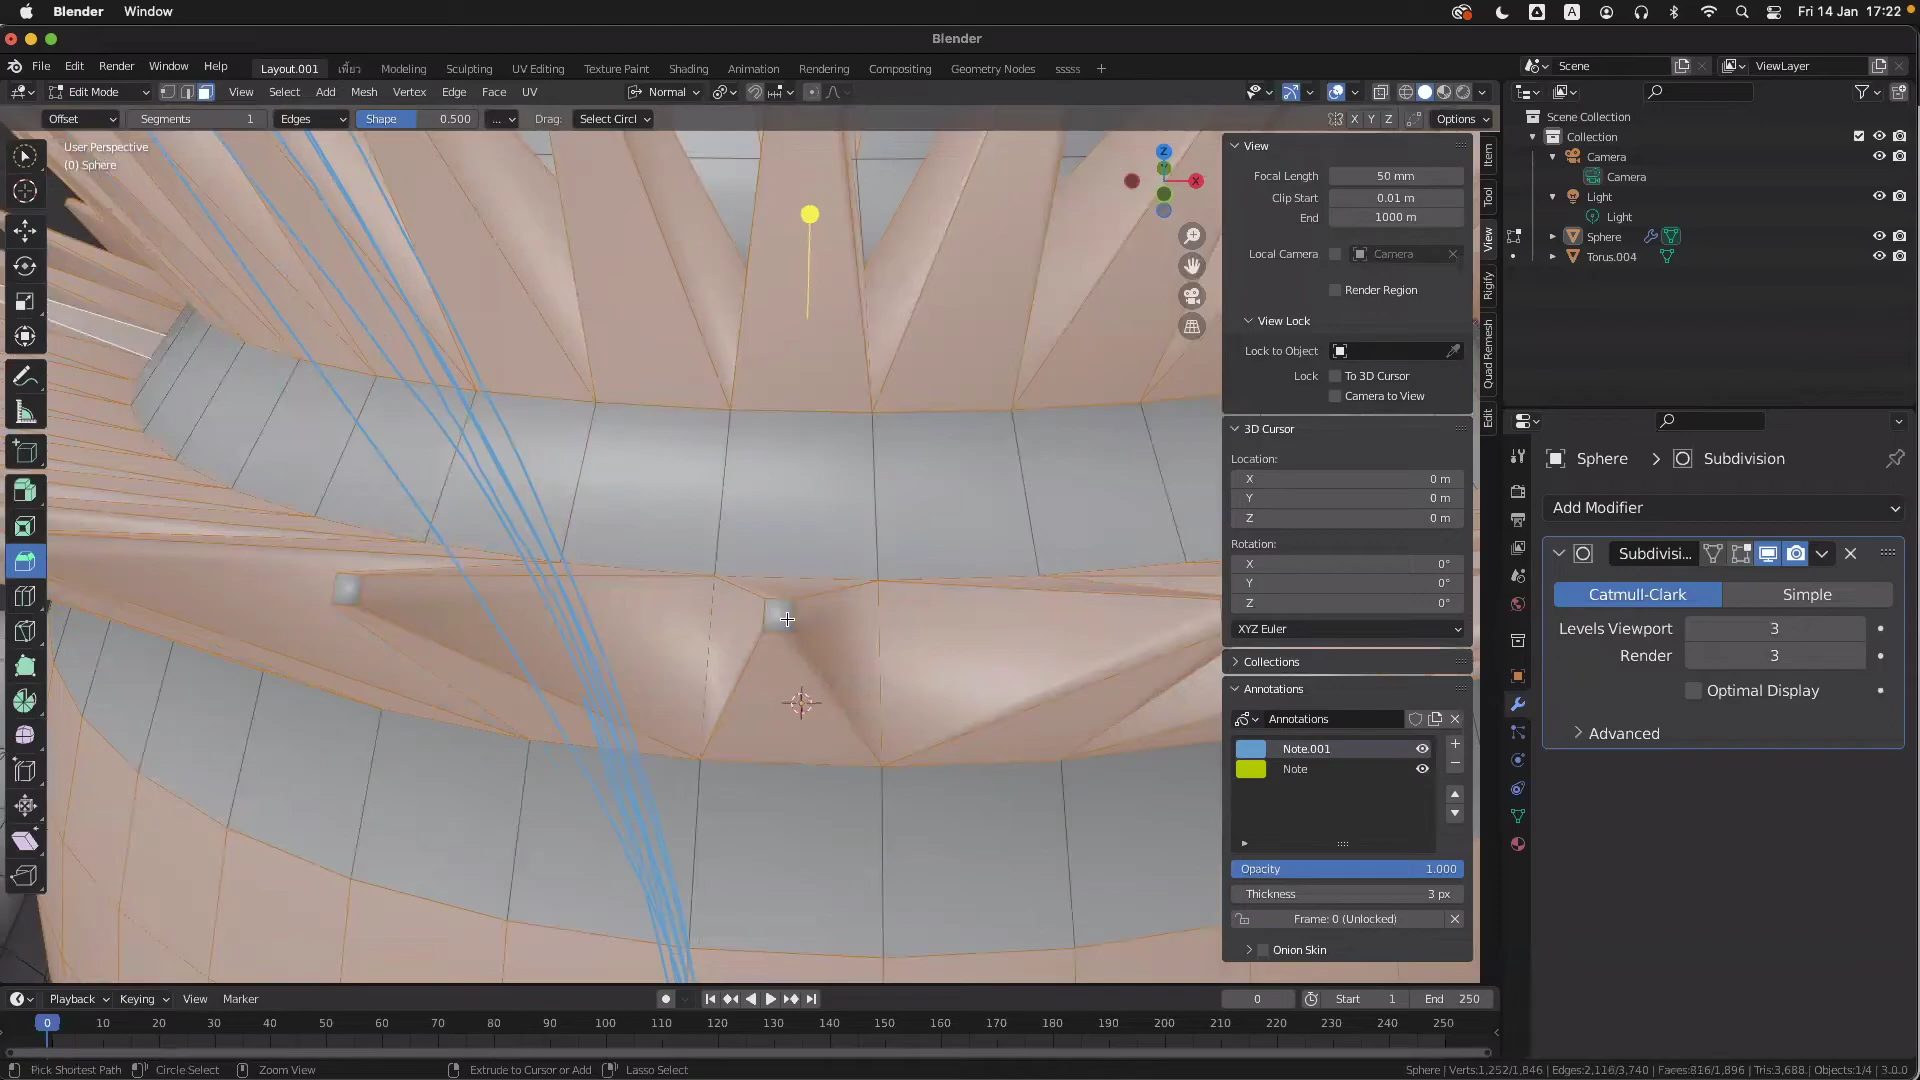 Blender Window Fri 14 Jan 17:22
Blender
File Edit Render Window Help Layout.001 เพี้ยว Modeling Sculpting UV Editing Texture Paint Shading Animation Rendering Compositing Geometry Nodes sssss + Scene ViewLayer
Edit Mode View Select Add Mesh Vertex Edge Face UV Normal
Offset Segments 1 Edges Shape 0.500 ... Drag: Select Circl X Y Z Options
User Perspective
(0) Sphere
Z
X
View
Focal Length 50 mm
Clip Start 0.01 m
End 1000 m
Local Camera Camera
Render Region
View Lock
Lock to Object
Lock To 3D Cursor
Camera to View
3D Cursor
Location:
X 0 m
Y 0 m
Z 0 m
Rotation:
X 0°
Y 0°
Z 0°
XYZ Euler
Collections
Annotations
Annotations
Note.001
Note
Opacity 1.000
Thickness 3 px
Frame: 0 (Unlocked)
Onion Skin
Item
Tool
View
Rigify
Quad Remesh
Edit
Scene Collection
Collection
Camera
Camera
Light
Light
Sphere
Torus.004
Sphere > Subdivision
Add Modifier
Subdivisi...
Catmull-Clark Simple
Levels Viewport 3
Render 3
Optimal Display
Advanced
Playback Keying View Marker 0 Start 1 End 250
0 10 20 30 40 50 60 70 80 90 100 110 120 130 140 150 160 170 180 190 200 210 220 230 240 250
Pick Shortest Path Circle Select Zoom View Extrude to Cursor or Add Lasso Select Sphere | Verts:1,252/1,846 | Edges:2,116/3,740 | Faces:816/1,896 | Tris:3,688 | Objects:1/4 | 3.0.0